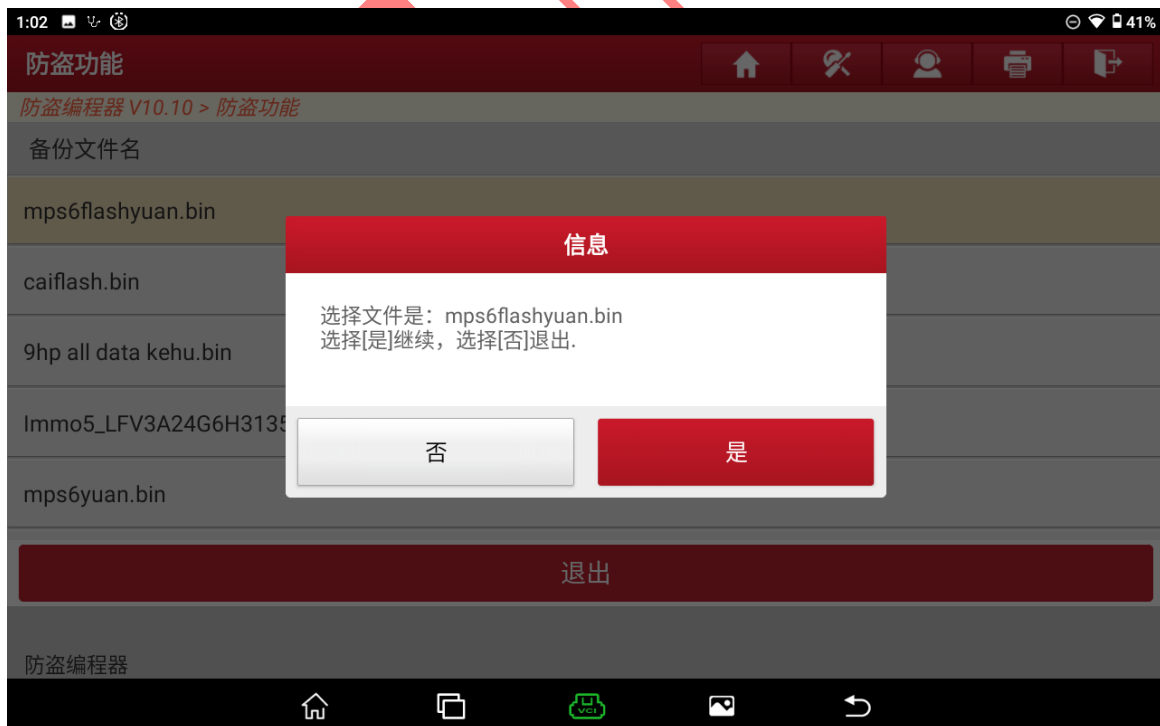 1:02
41%
防盗功能
防盗编程器 V10.10 > 防盗功能
备份文件名
mps6flashyuan.bin
caiflash.bin
9hp all data kehu.bin
Immo5_LFV3A24G6H3135
mps6yuan.bin
信息
选择文件是：mps6flashyuan.bin
选择[是]继续，选择[否]退出.
否
是
退出
防盗编程器
VCI